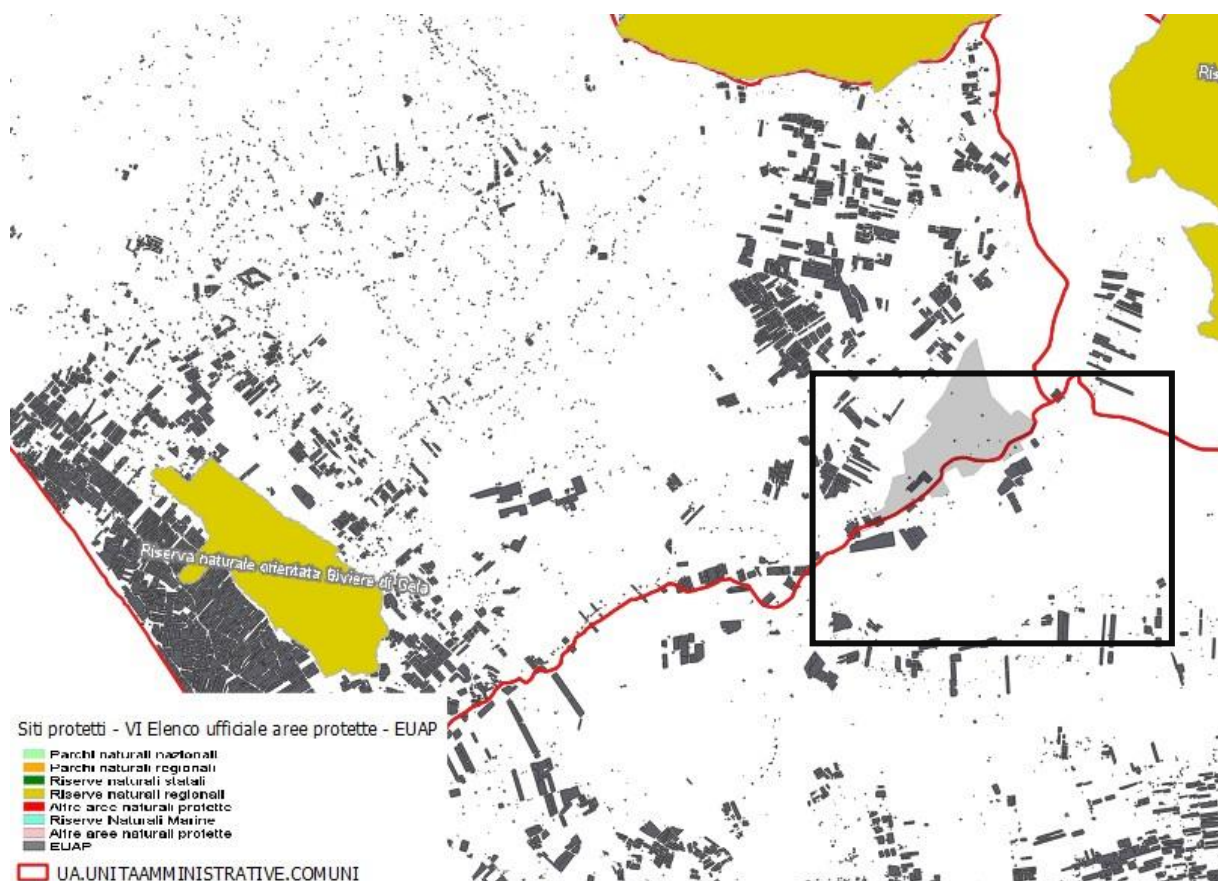 Ris
Riserva naturale orientata Biviere di Gela
Siti protetti - VI Elenco ufficiale aree protette - EUAP
Parchi naturali nazionali
Parchi naturali regionali
Riserve naturali statali
Riserve naturali regionali
Altre aree naturali protette
Riserve Naturali Marine
Altre aree naturali protette
EUAP
UA.UNITAAMMINISTRATIVE.COMUNI